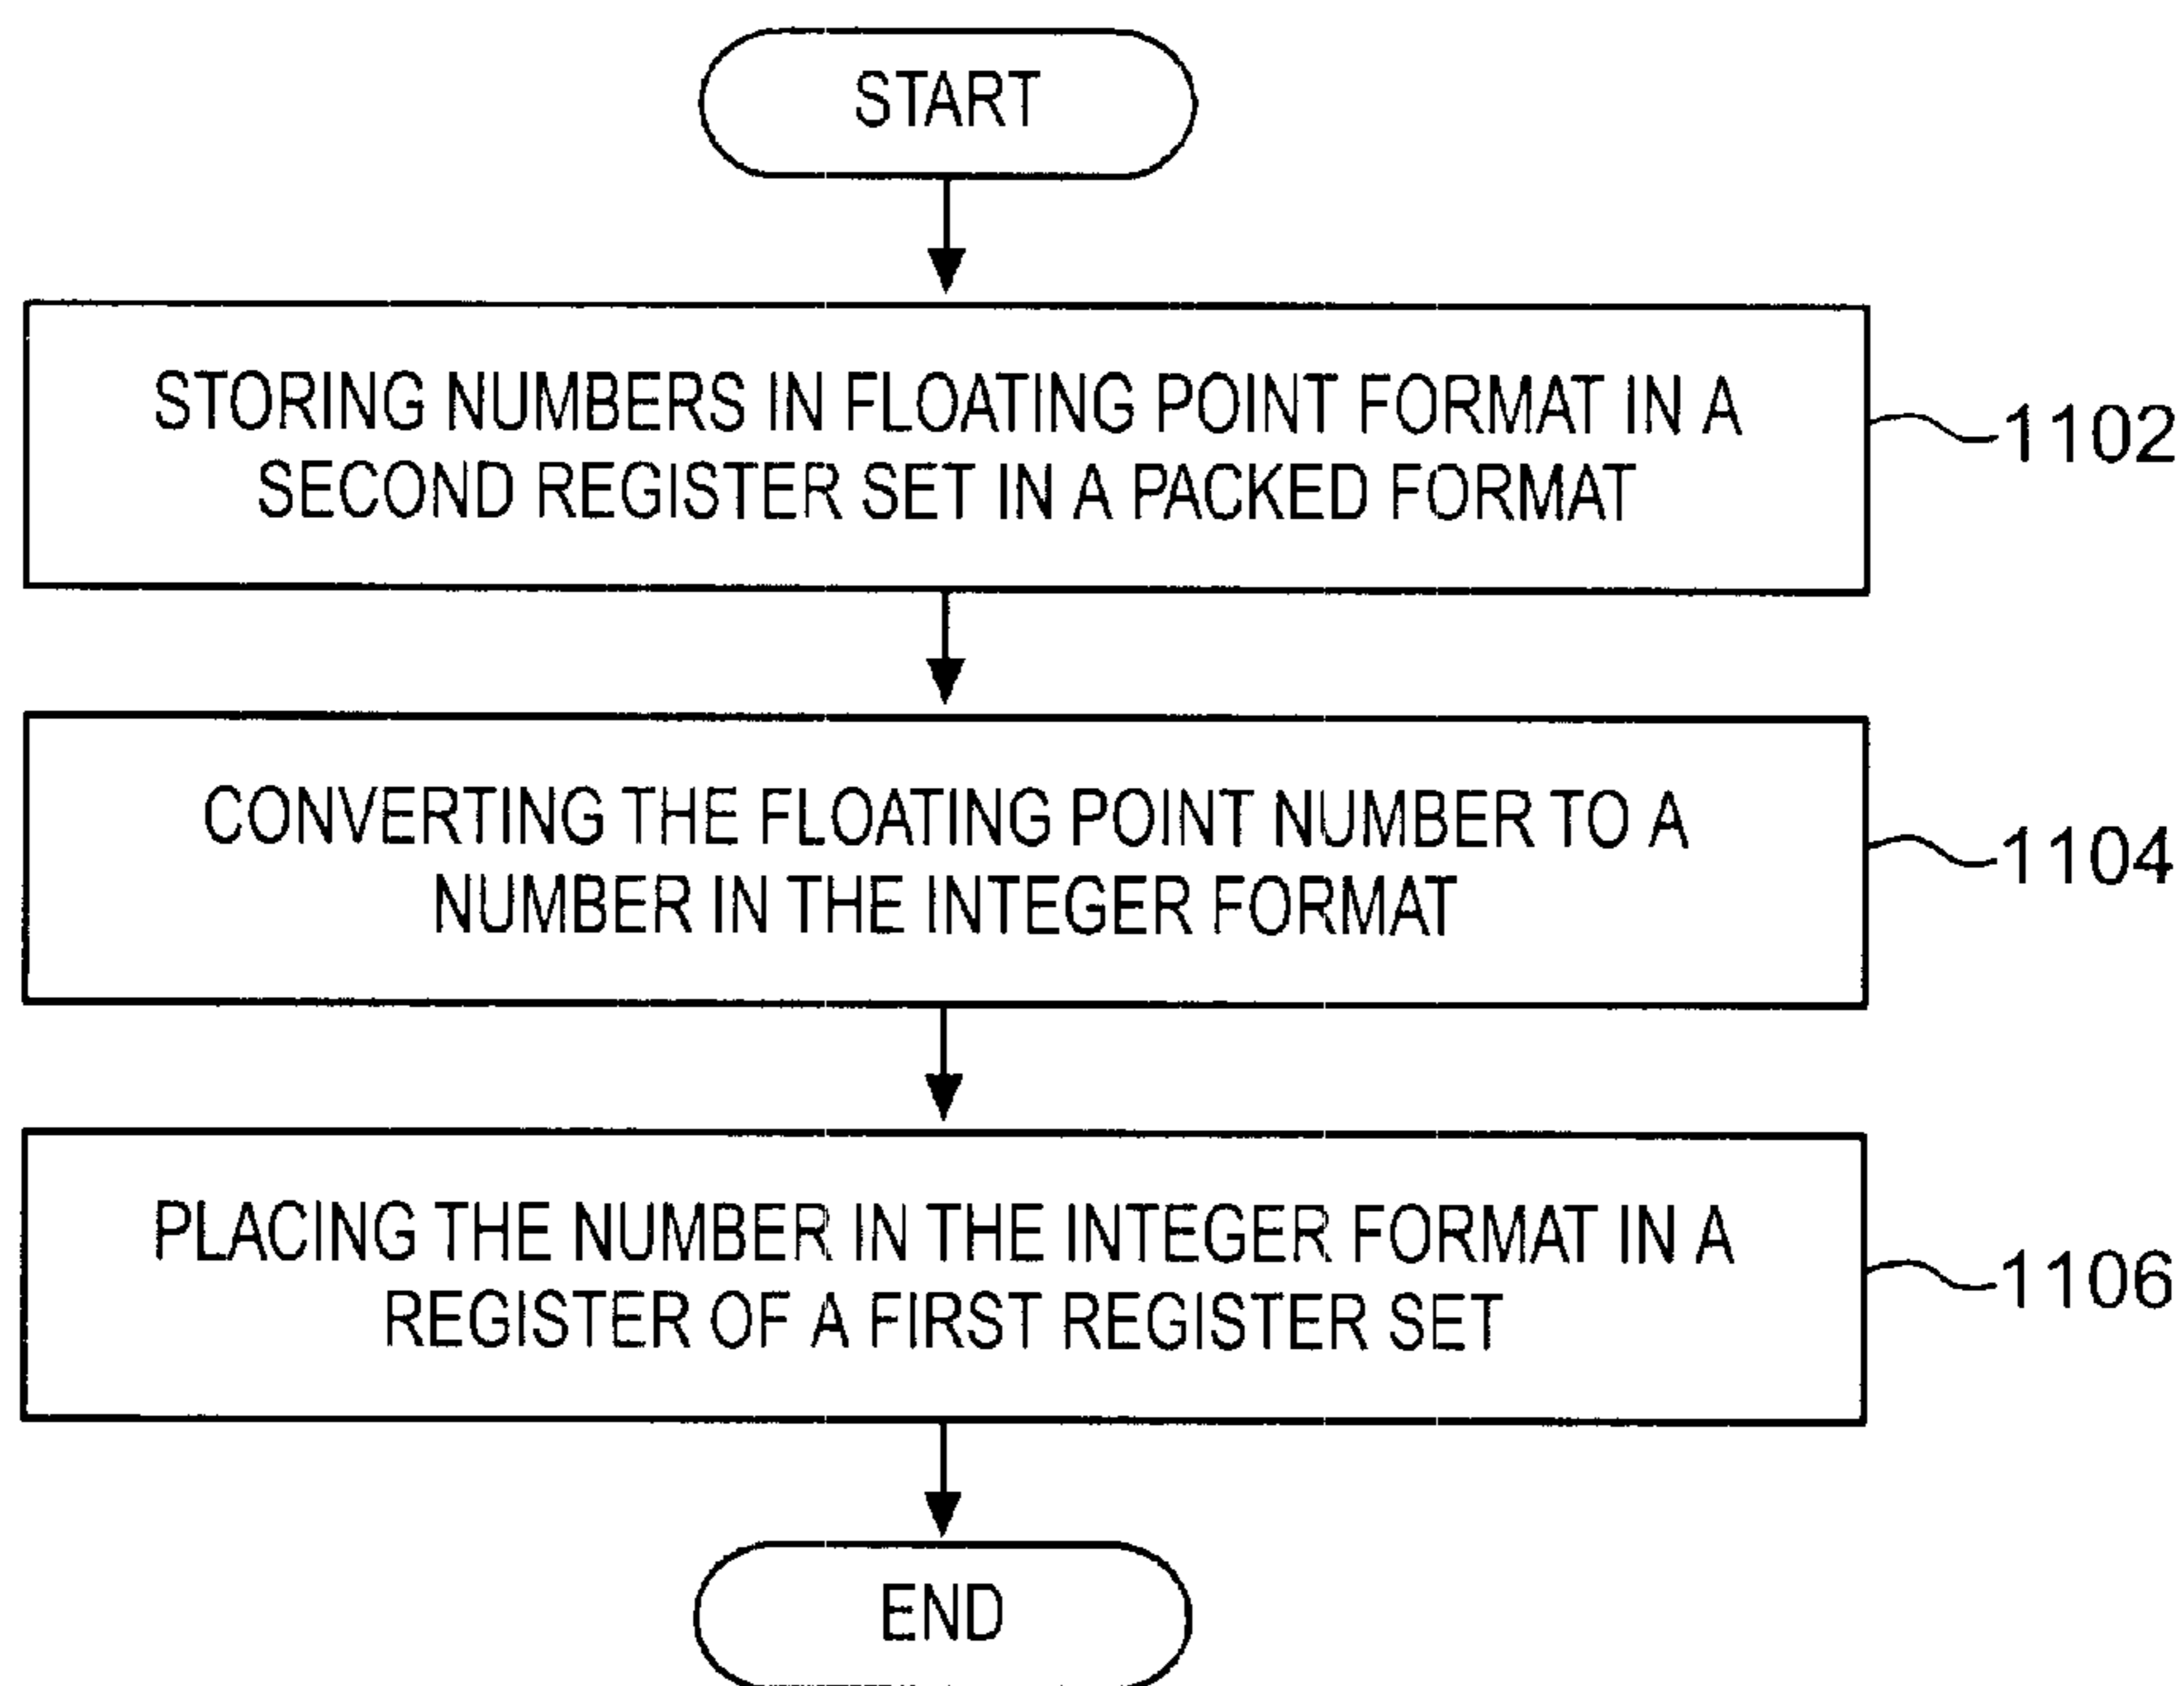 START
STORING NUMBERS IN FLOATING POINT FORMAT IN A
SECOND REGISTER SET IN A PACKED FORMAT
1102
CONVERTING THE FLOATING POINT NUMBER TO A
NUMBER IN THE INTEGER FORMAT
1104
PLACING THE NUMBER IN THE INTEGER FORMAT IN A
REGISTER OF A FIRST REGISTER SET
1106
END